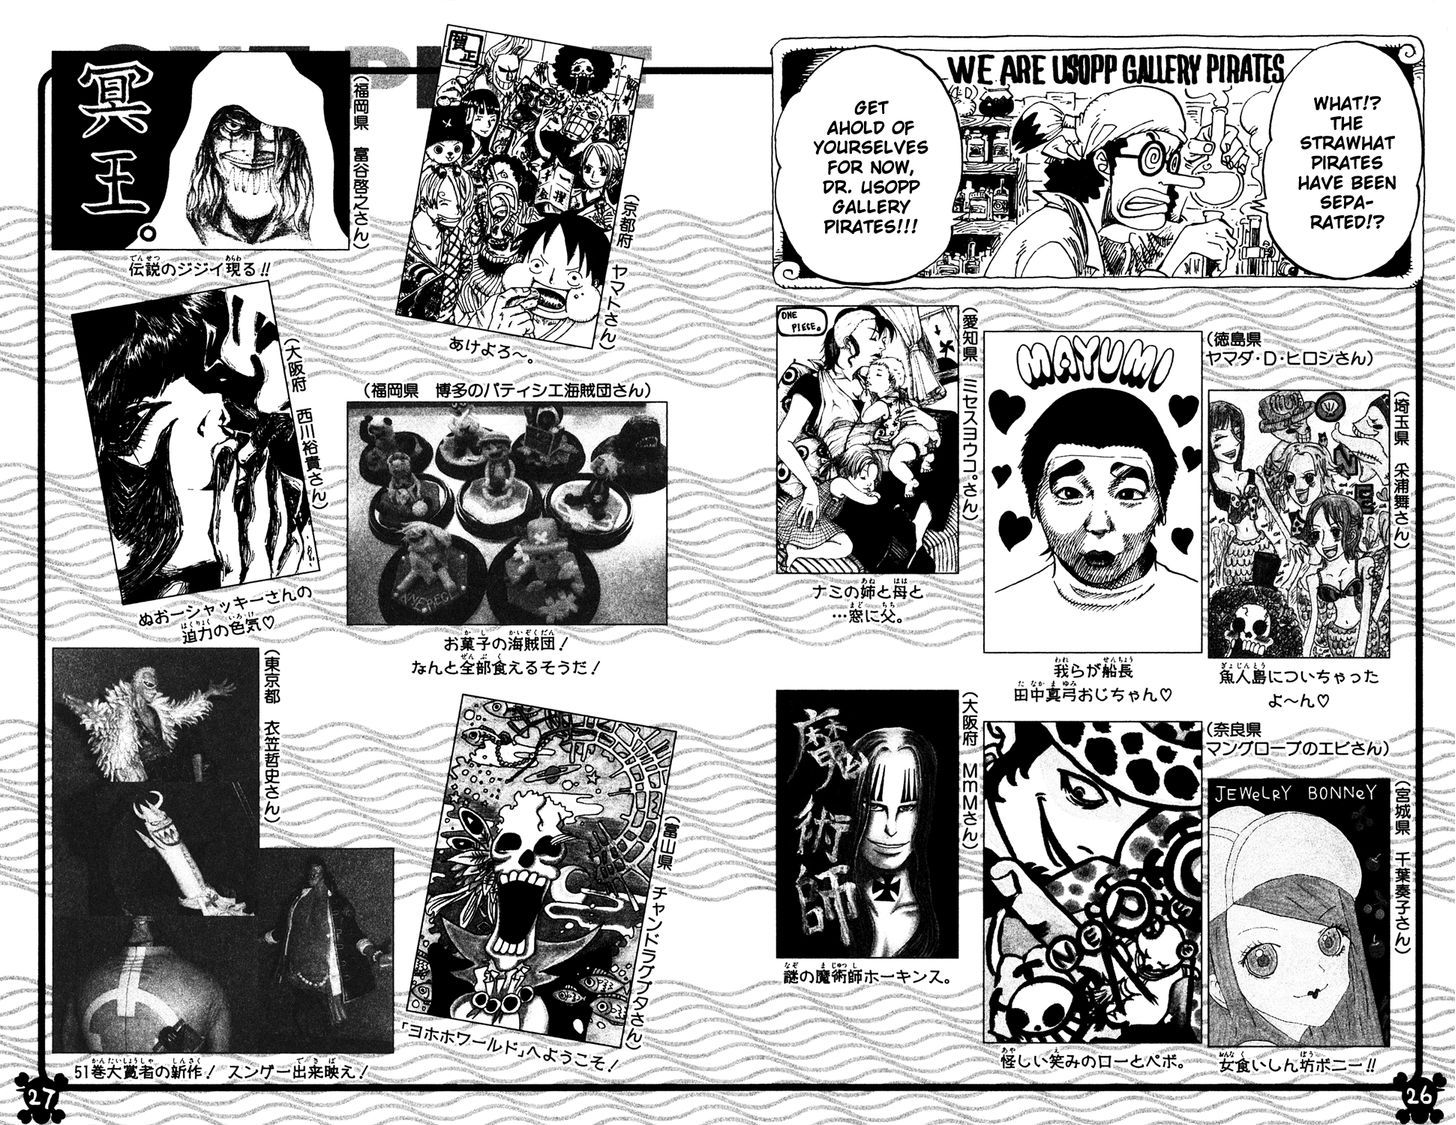 WE ARE USOPP GALLERY PIRATES
WHAT!?
THE
STRAWHAT
PIRATES
HAVE BEEN
SEPA-
RATED!?
GET
AHOLD OF
YOURSELVES
FOR NOW,
DR. USOPP
GALLERY
PIRATES!!!
(徳島県
ヤマダ・D・ヒロシさん)
(埼玉県 栄浦舞さん)
魚人島についちゃった
よ〜ん♡
MAYUMI
我らが船長
田中真弓おじちゃん♡
(愛知県 ミセスヨウコ。さん)
ONE
PIECE。
ナミの姉と母と
…窓に父。
(奈良県
マングローブのエビさん)
(宮城県 千葉奏子さん)
JEWELRY BONNEY
女食いしん坊ボニー!!
怪しい笑みのローとベポ。
(大阪府 MmMさん)
魔術師
謎の魔術師ホーキンス。
26
(京都府 ヤマトさん)
賀正
あけよろ〜。
(福岡県 富谷啓之さん)
冥王。
伝説のジジイ現る!!
(大阪府 西川裕貴さん)
ぬおーシャッキーさんの
迫力の色気♡
(福岡県 博多のパティシエ海賊団さん)
お菓子の海賊団!
なんと全部食えるそうだ!
(富山県 チャンドラグプタさん)
「ヨホホワールド」へようこそ!
(東京都 衣笠哲史さん)
51巻大賞者の新作! スンゲー出来映え!
27